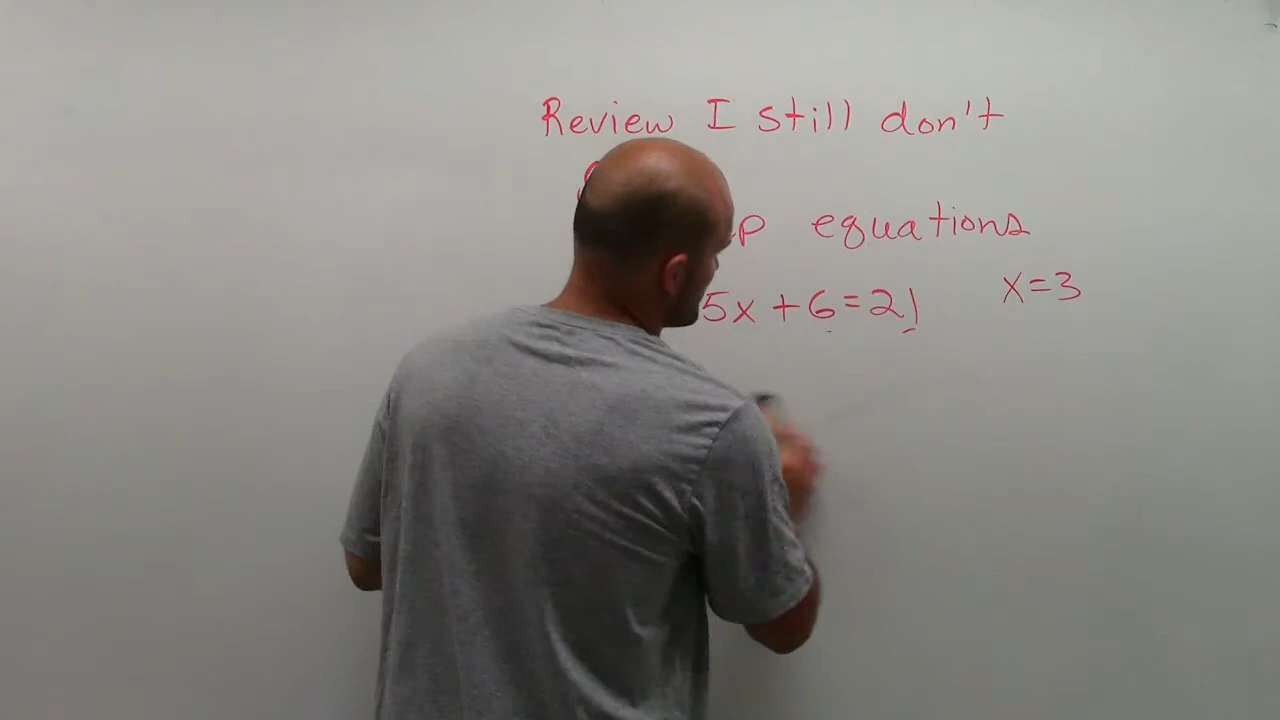 Review I still don't
equations
5x + 6 = 21
x = 3